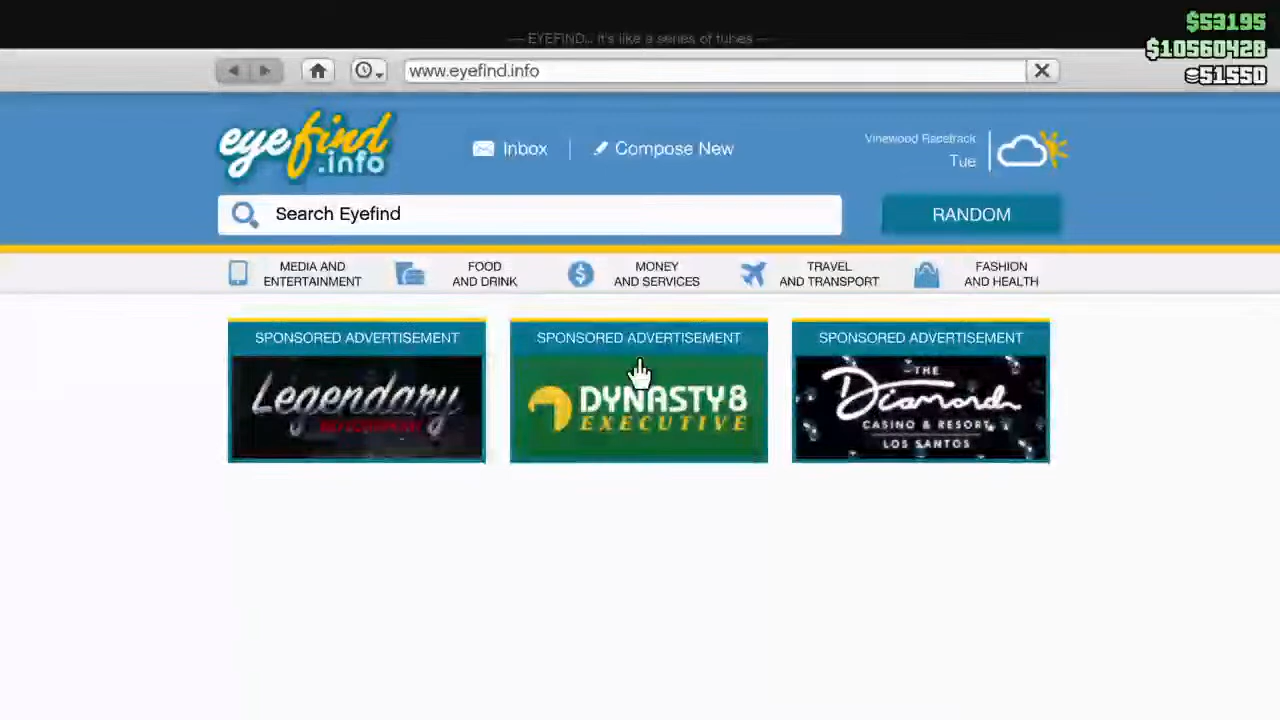 $53195
— EYEFIND... It's like a series of tubes —
$10560428
www.eyefind.info
51550
eyefind
.info
Inbox
Compose New
Vinewood Racetrack
Tue
Search Eyefind
RANDOM
MEDIA AND
ENTERTAINMENT
FOOD
AND DRINK
MONEY
AND SERVICES
TRAVEL
AND TRANSPORT
FASHION
AND HEALTH
SPONSORED ADVERTISEMENT
Legendary
SPONSORED ADVERTISEMENT
DYNASTY8
EXECUTIVE
SPONSORED ADVERTISEMENT
THE
Diamond
CASINO & RESORT
LOS SANTOS